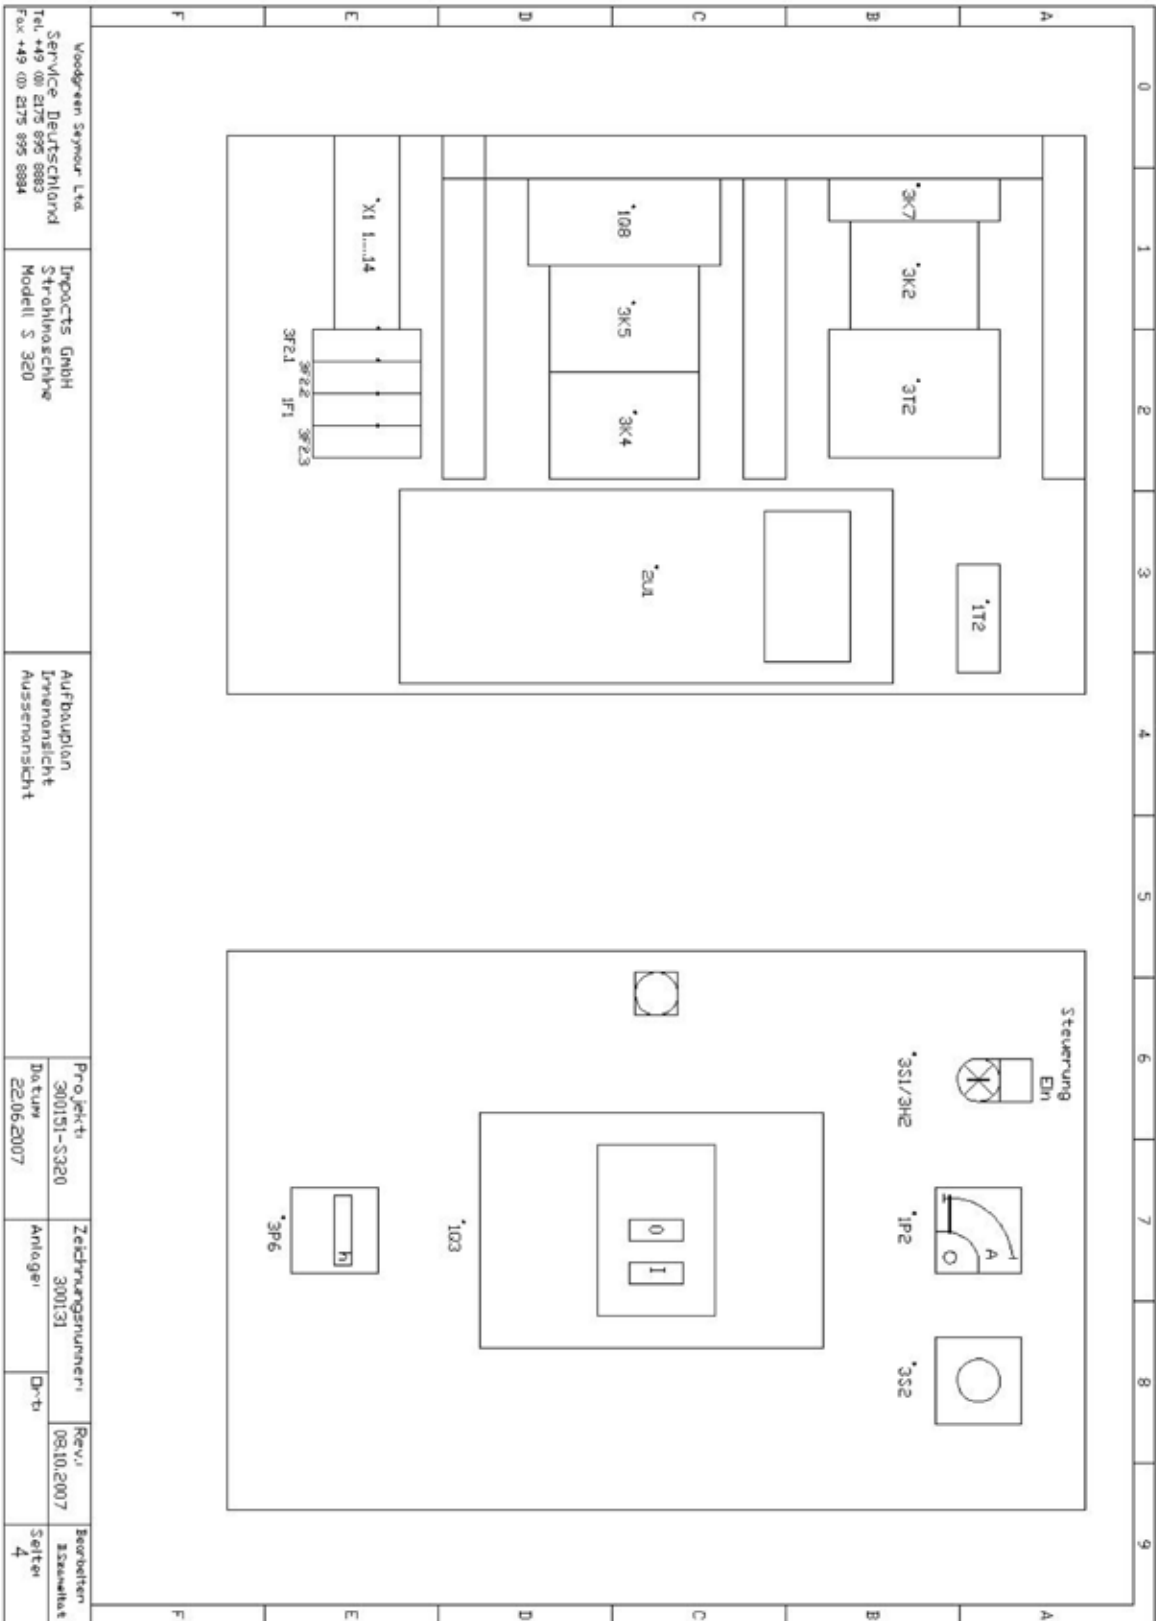 0
1
2
3
4
5
6
7
8
9
A
B
C
D
E
F
A
B
C
D
E
F
3K7
3K2
3T2
1T2
1Q8
3K5
3K4
2U1
X1 1....14
3F2.1
3F2.2
1F1
3F2.3
Steuerung
Ein
3S1/3H2
A
1P2
3S2
0
I
1Q3
h
3P6
Woodgreen Seymour Ltd.
Service Deutschland
Tel. +49 (0) 2175 895 8883
Fax +49 (0) 2175 895 8884
Impacts GmbH
Strahlmaschine
Modell S 320
Aufbauplan
Innenansicht
Aussenansicht
Projekt:
300151-S320
Datum
22.06.2007
Zeichnungsnummer:
300131
Anlage:
Ort:
Rev.:
08.10.2007
Bearbeiter:
Seite:
4